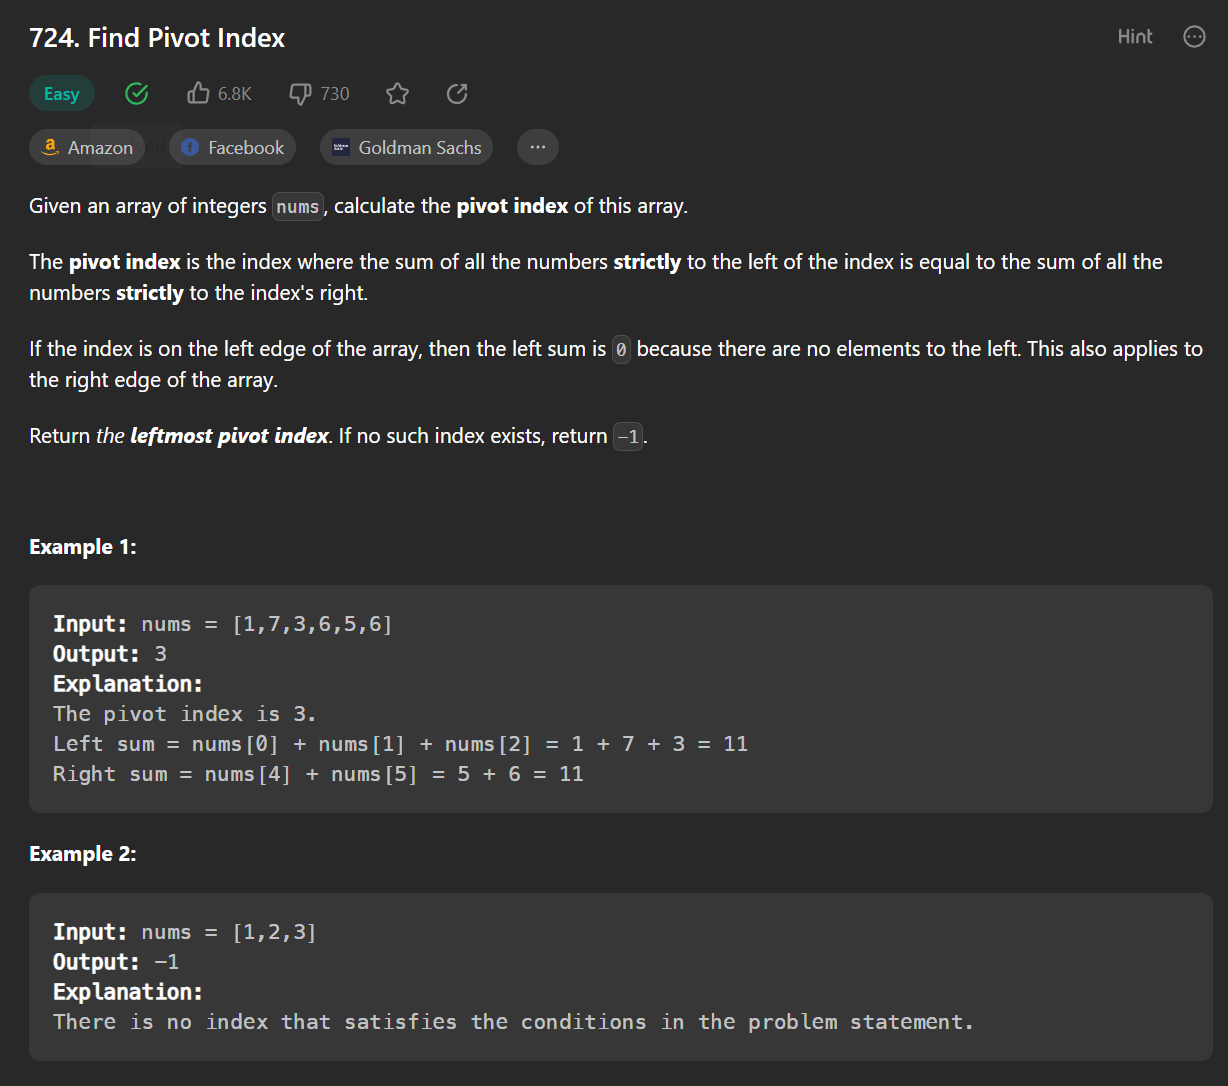 724. Find Pivot Index
Hint
Easy
6.8K
730
Amazon
Facebook
Goldman Sachs
Given an array of integers nums, calculate the pivot index of this array.
The pivot index is the index where the sum of all the numbers strictly to the left of the index is equal to the sum of all the
numbers strictly to the index's right.
If the index is on the left edge of the array, then the left sum is 0 because there are no elements to the left. This also applies to
the right edge of the array.
Return the leftmost pivot index. If no such index exists, return -1.
Example 1:
Input: nums = [1,7,3,6,5,6]
Output: 3
Explanation:
The pivot index is 3.
Left sum = nums[0] + nums[1] + nums[2] = 1 + 7 + 3 = 11
Right sum = nums[4] + nums[5] = 5 + 6 = 11
Example 2:
Input: nums = [1,2,3]
Output: -1
Explanation:
There is no index that satisfies the conditions in the problem statement.